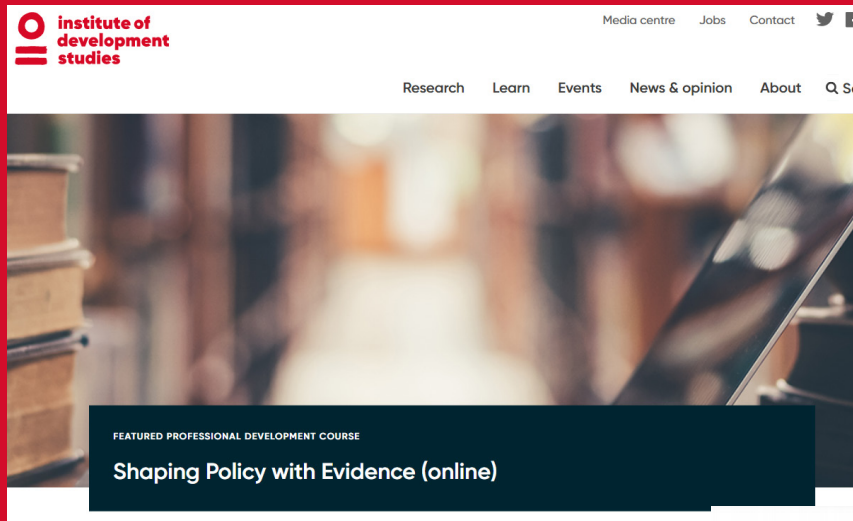 institute of
development
studies
Media centre Jobs Contact
Research Learn Events News & opinion About
FEATURED PROFESSIONAL DEVELOPMENT COURSE
Shaping Policy with Evidence (online)